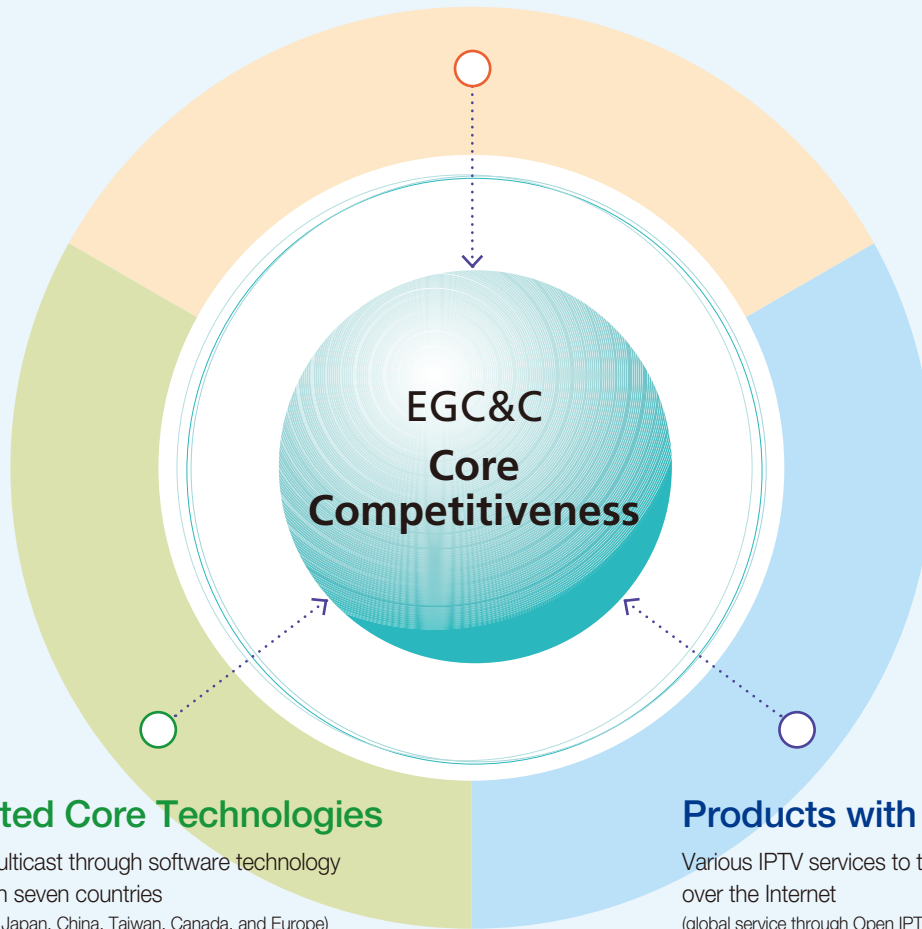 EGC&C
Core
Competitiveness
ted Core Technologies
ulticast through software technology
n seven countries
Japan, China, Taiwan, Canada, and Europe)
Products with
Various IPTV services to t
over the Internet
(global service through Open IPT